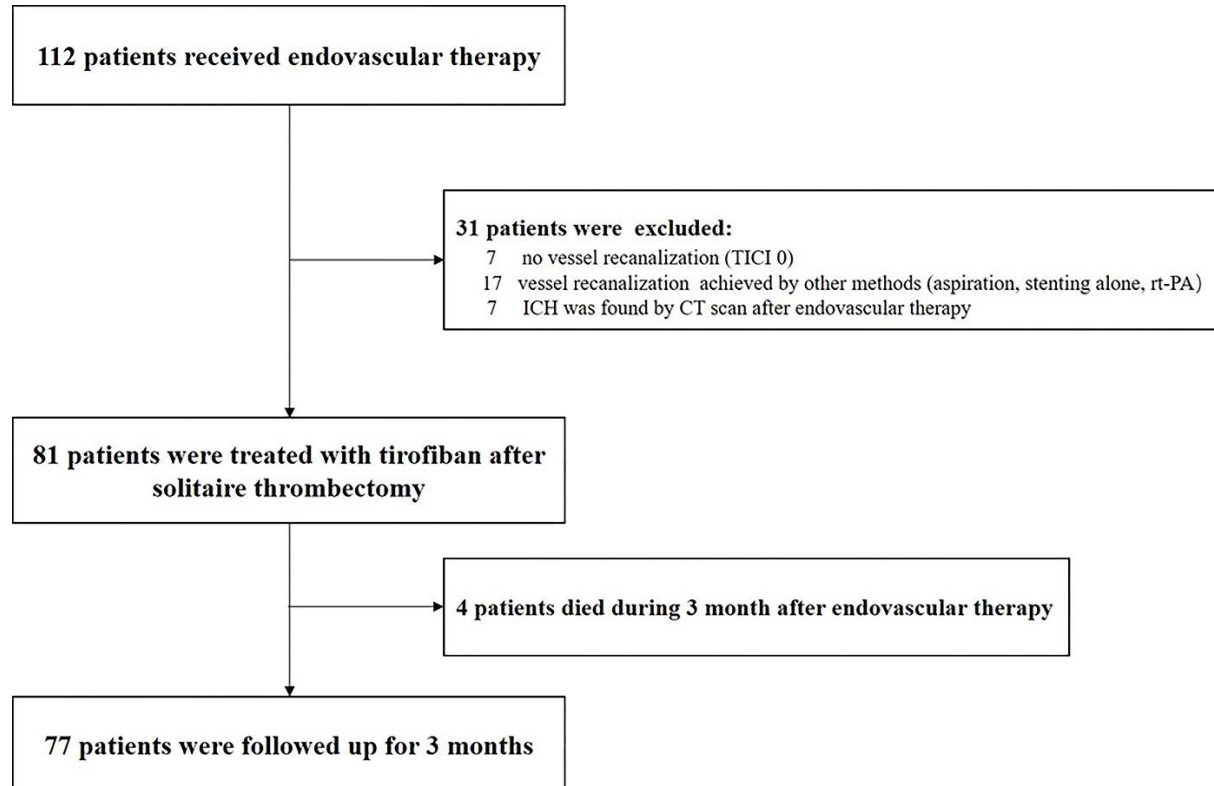 112 patients received endovascular therapy
31 patients were excluded:
7 no vessel recanalization (TICI 0)
17 vessel recanalization achieved by other methods (aspiration, stenting alone, rt-PA)
7 ICH was found by CT scan after endovascular therapy
81 patients were treated with tirofiban after
solitaire thrombectomy
4 patients died during 3 month after endovascular therapy
77 patients were followed up for 3 months